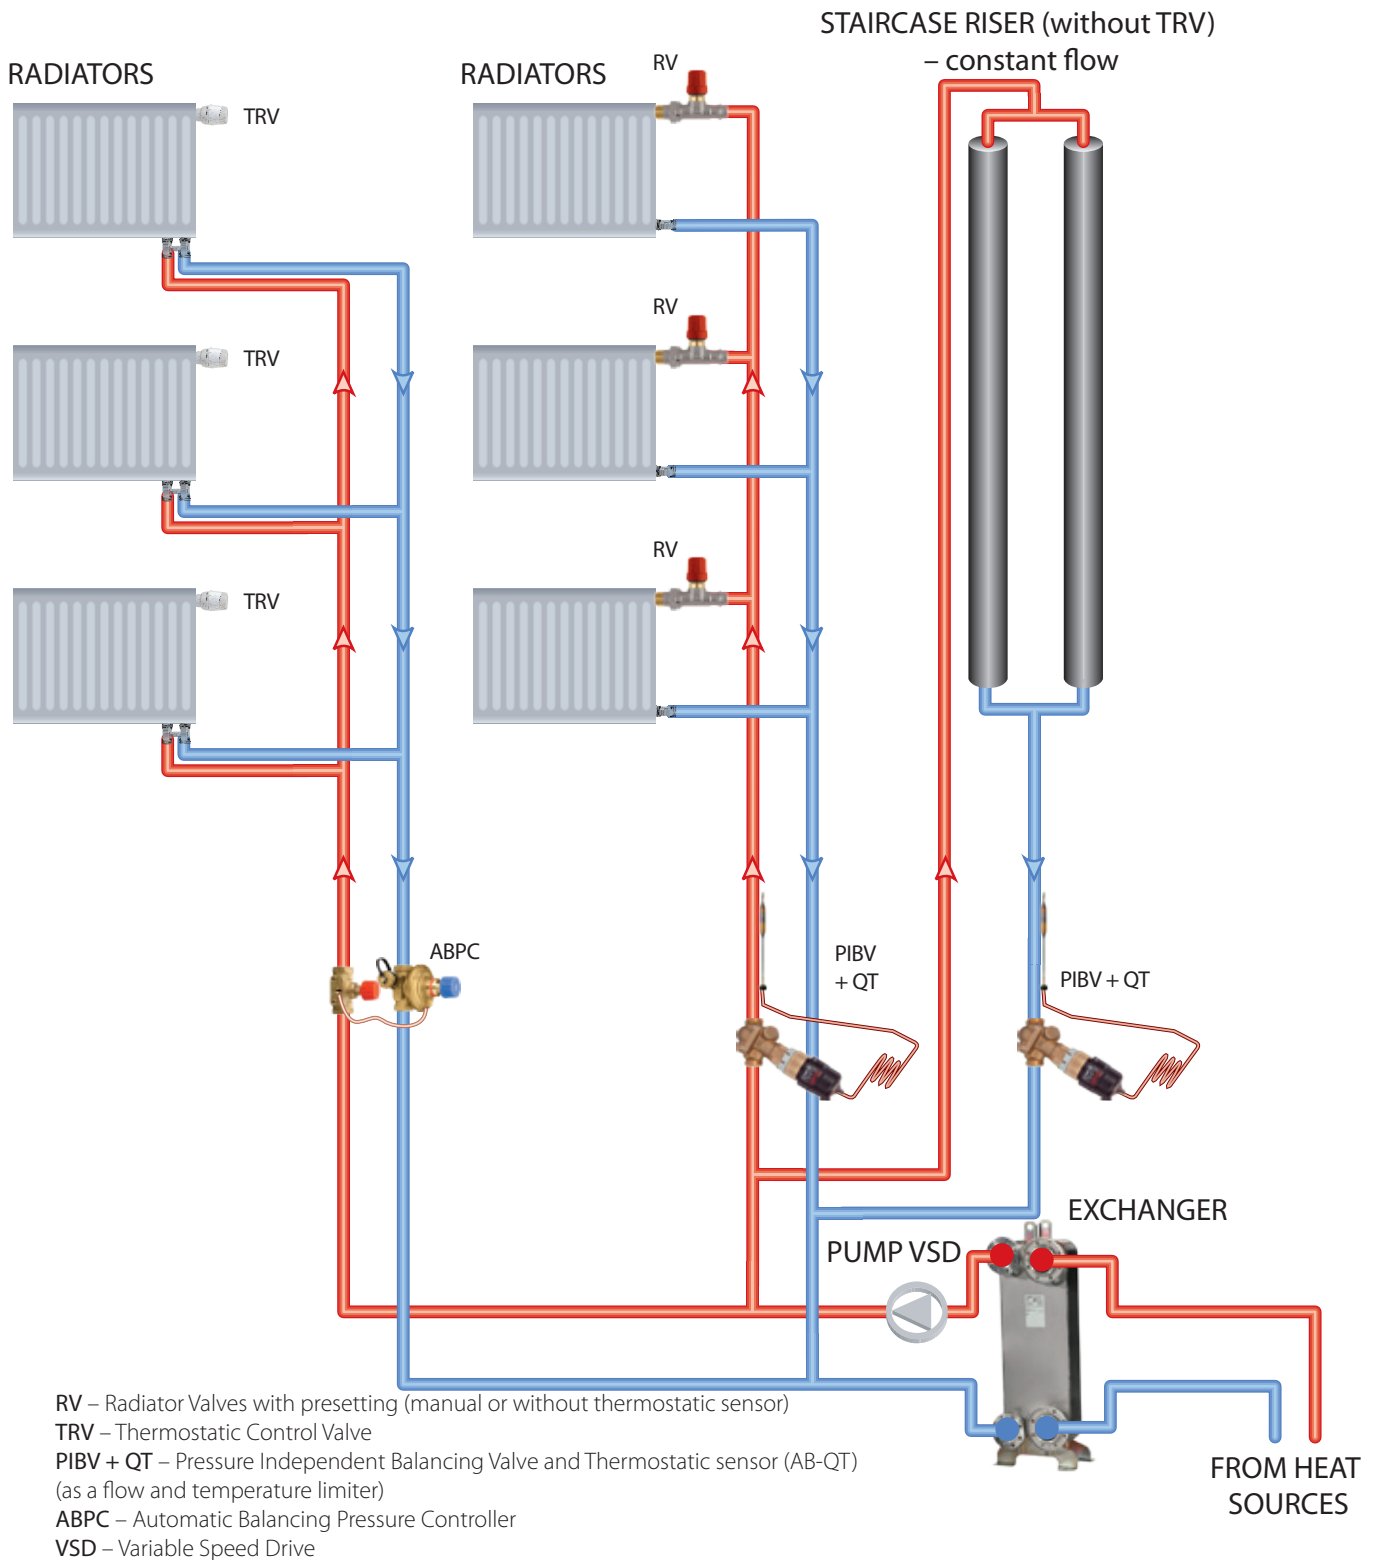 STAIRCASE RISER (without TRV)
– constant flow
RADIATORS
RADIATORS
RV
TRV
RV
TRV
RV
TRV
ABPC
PIBV
+ QT
PIBV + QT
EXCHANGER
PUMP VSD
FROM HEAT
SOURCES
RV – Radiator Valves with presetting (manual or without thermostatic sensor)
TRV – Thermostatic Control Valve
PIBV + QT – Pressure Independent Balancing Valve and Thermostatic sensor (AB-QT)
(as a flow and temperature limiter)
ABPC – Automatic Balancing Pressure Controller
VSD – Variable Speed Drive